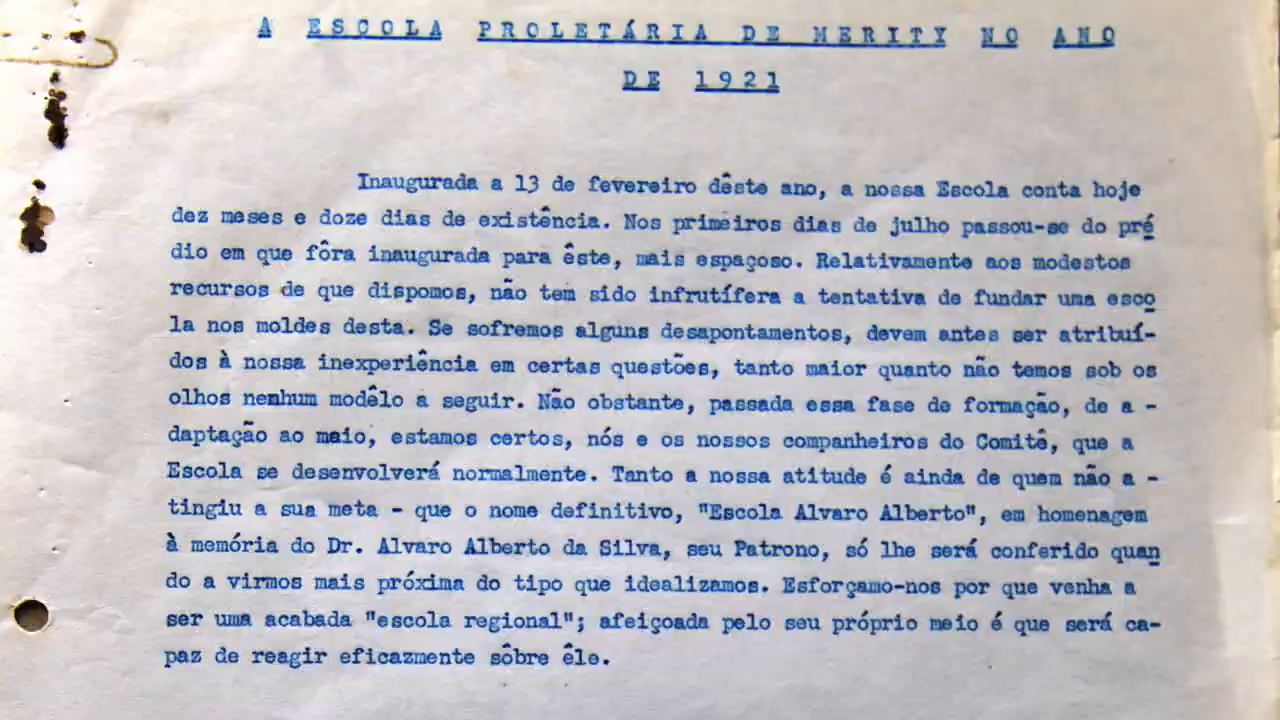 A ESCOLA PROLETÁRIA DE MERITY NO ANO
DE 1921
Inaugurada a 13 de fevereiro dêste ano, a nossa Escola conta hoje
dez meses e doze dias de existência. Nos primeiros dias de julho passou-se do pré
dio em que fôra inaugurada para êste, mais espaçoso. Relativamente aos modestos
recursos de que dispomos, não tem sido infrutífera a tentativa de fundar uma esco
la nos moldes desta. Se sofremos alguns desapontamentos, devem antes ser atribuí-
dos à nossa inexperiência em certas questões, tanto maior quanto não temos sob os
olhos nenhum modêlo a seguir. Não obstante, passada essa fase de formação, de a -
daptação ao meio, estamos certos, nós e os nossos companheiros do Comitê, que a
Escola se desenvolverá normalmente. Tanto a nossa atitude é ainda de quem não a -
tingiu a sua meta - que o nome definitivo, "Escola Alvaro Alberto", em homenagem
à memória do Dr. Alvaro Alberto da Silva, seu Patrono, só lhe será conferido quan
do a virmos mais próxima do tipo que idealizamos. Esforçamo-nos por que venha a
ser uma acabada "escola regional"; afeiçoada pelo seu próprio meio é que será ca-
paz de reagir eficazmente sôbre êle.